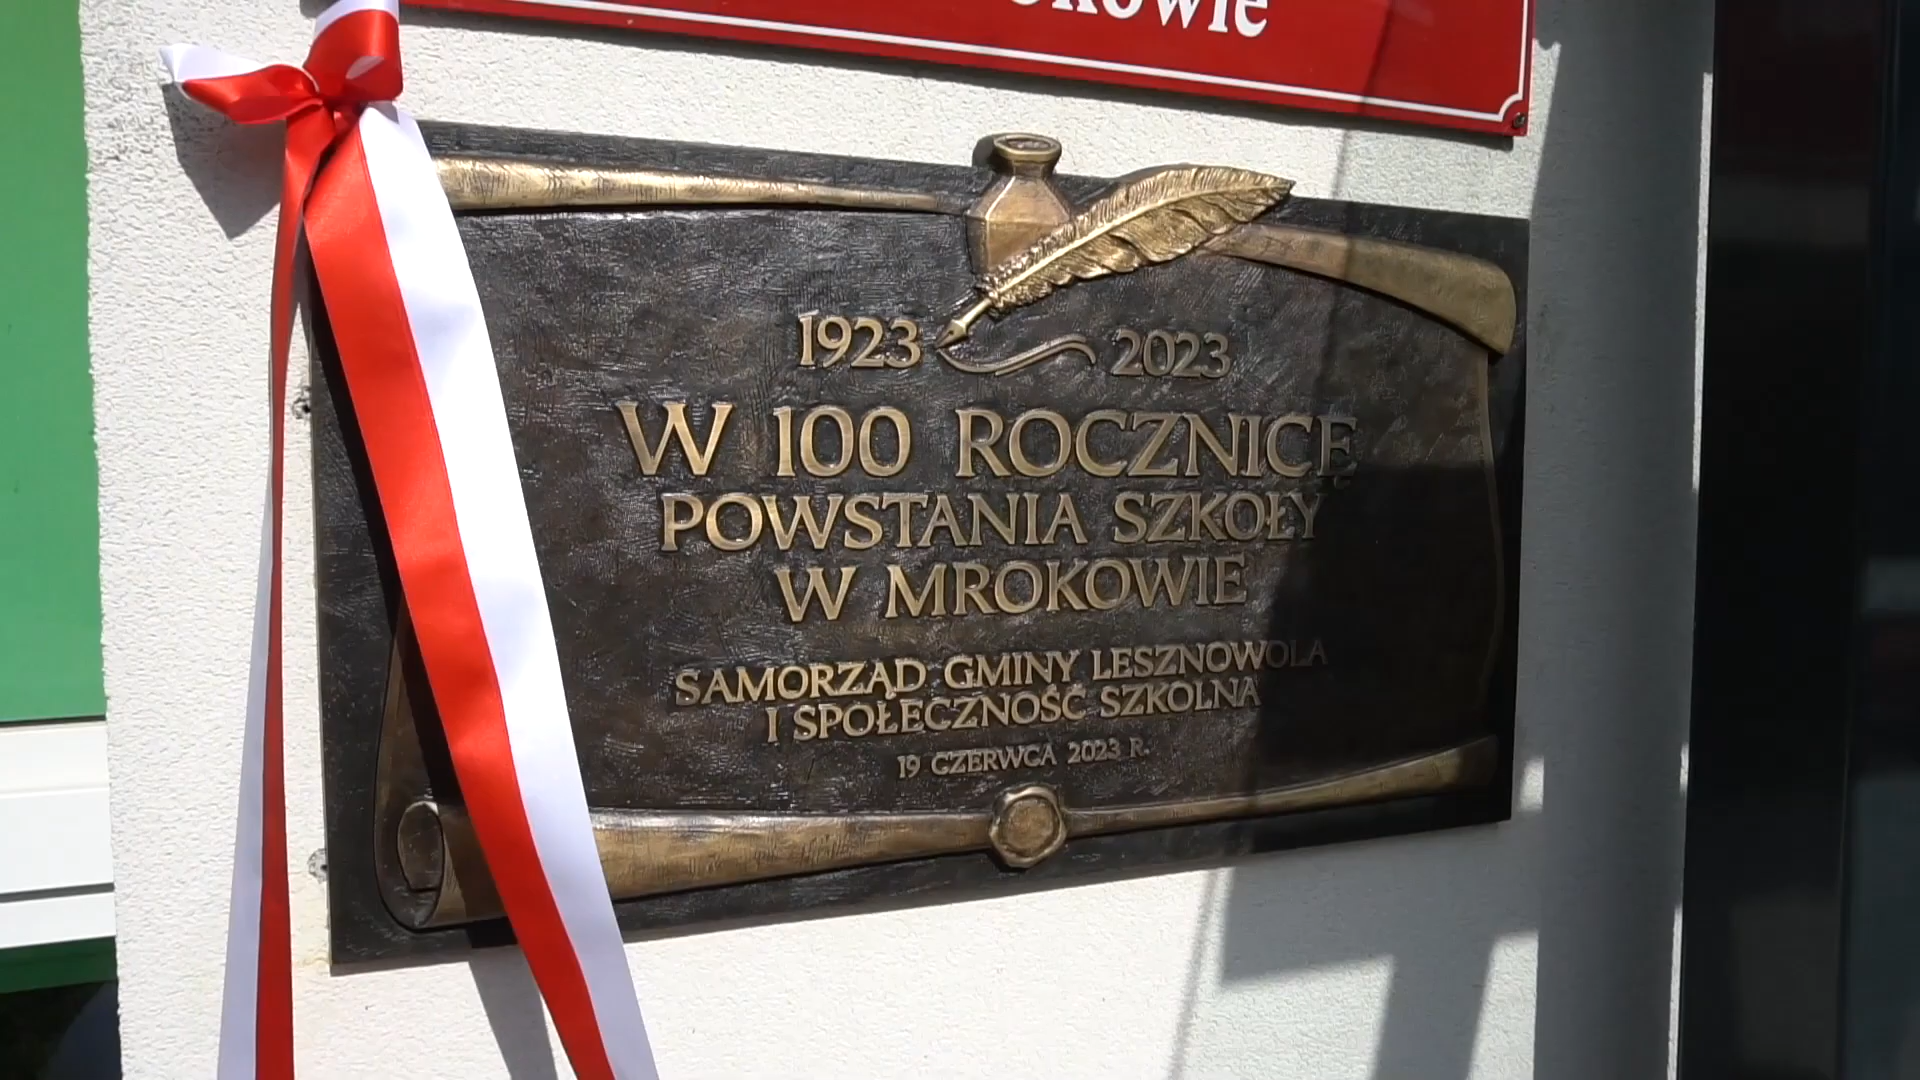 1923 2023
W 100 ROCZNICĘ
POWSTANIA SZKOŁY
W MROKOWIE
SAMORZĄD GMINY LESZNOWOLA
I SPOŁECZNOŚĆ SZKOLNA
19 CZERWCA 2023 R.